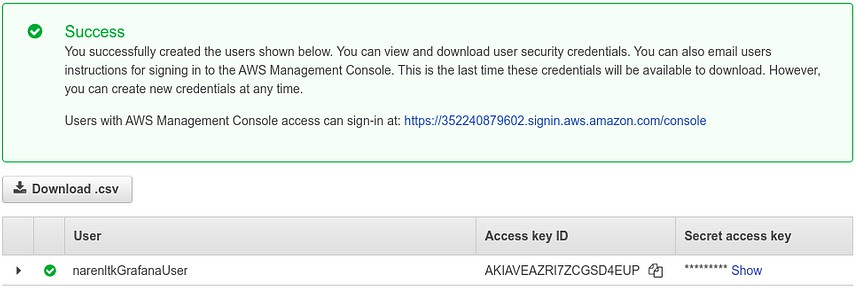 Success
You successfully created the users shown below. You can view and download user security credentials. You can also email users
instructions for signing in to the AWS Management Console. This is the last time these credentials will be available to download. However,
you can create new credentials at any time.
Users with AWS Management Console access can sign-in at: https://352240879602.signin.aws.amazon.com/console
Download .csv
User Access key ID Secret access key
narenltkGrafanaUser AKIAVEAZRI7ZCGSD4EUP ********* Show